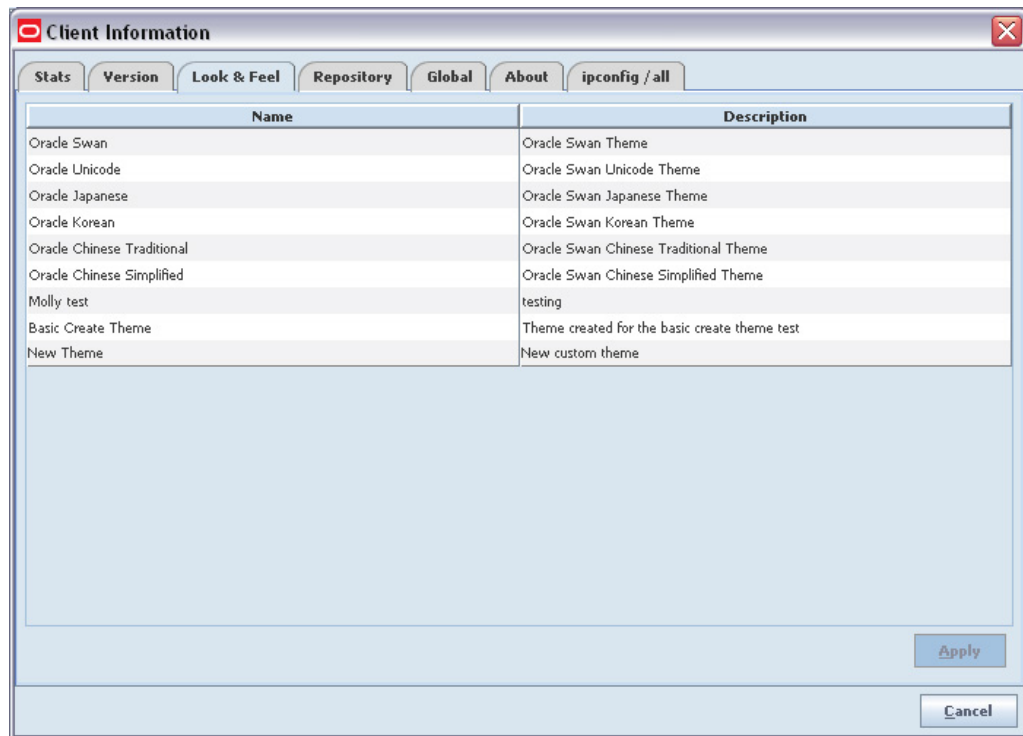 Client Information
Stats Version Look & Feel Repository Global About ipconfig /all
Name Description
Oracle Swan Oracle Swan Theme
Oracle Unicode Oracle Swan Unicode Theme
Oracle Japanese Oracle Swan Japanese Theme
Oracle Korean Oracle Swan Korean Theme
Oracle Chinese Traditional Oracle Swan Chinese Traditional Theme
Oracle Chinese Simplified Oracle Swan Chinese Simplified Theme
Molly test testing
Basic Create Theme Theme created for the basic create theme test
New Theme New custom theme
Apply
Cancel